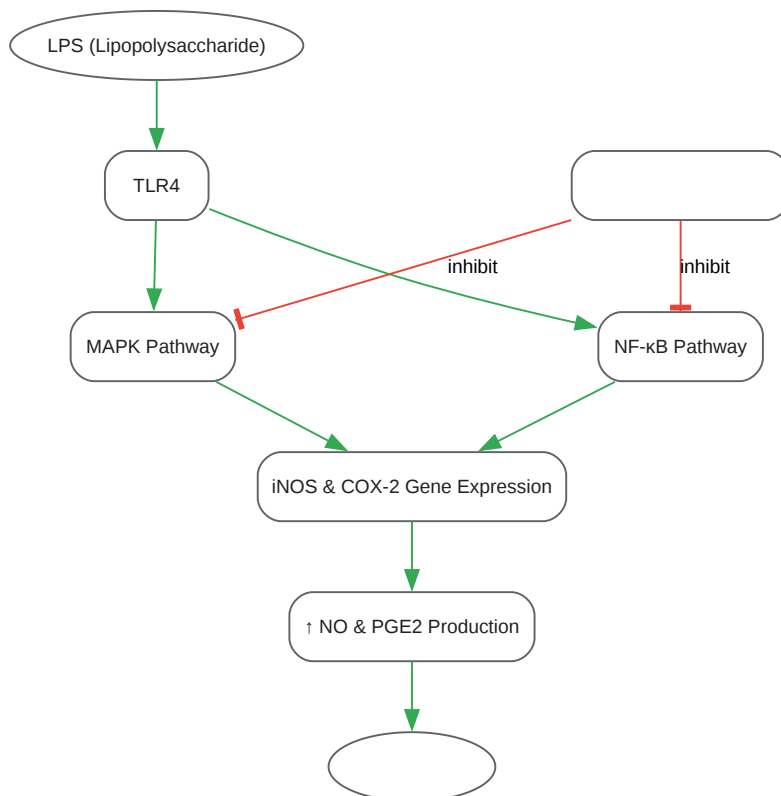 LPS (Lipopolysaccharide)
TLR4
inhibit
inhibit
MAPK Pathway
NF-κB Pathway
iNOS & COX-2 Gene Expression
↑ NO & PGE2 Production